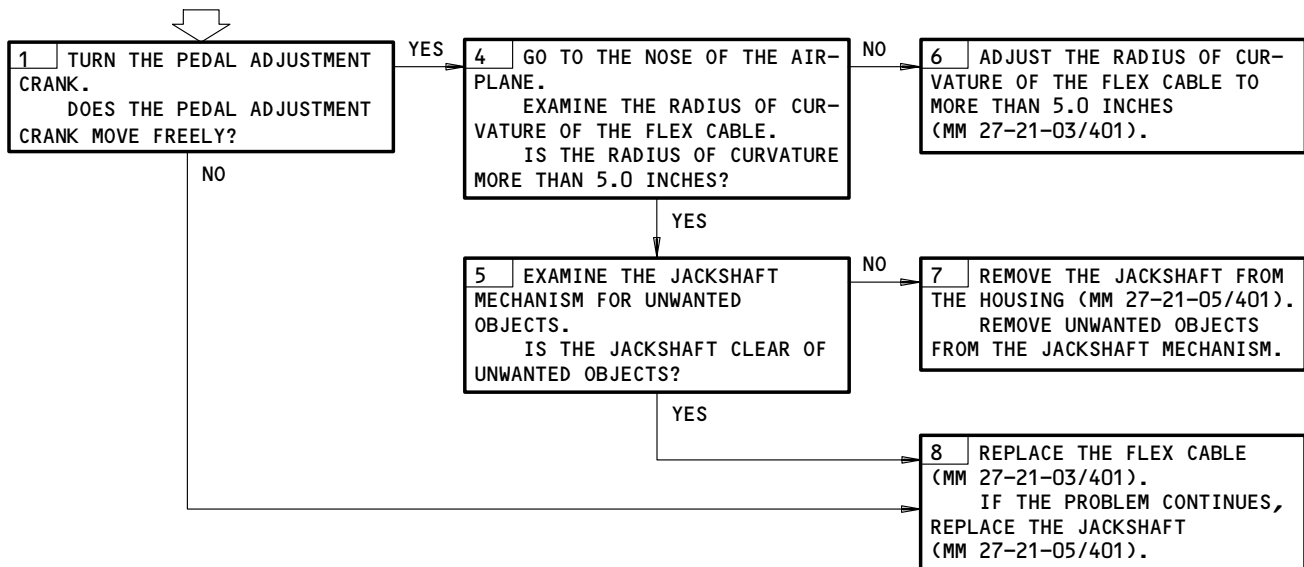 1 TURN THE PEDAL ADJUSTMENT
CRANK.
DOES THE PEDAL ADJUSTMENT
CRANK MOVE FREELY?
YES
NO
4 GO TO THE NOSE OF THE AIR-
PLANE.
EXAMINE THE RADIUS OF CUR-
VATURE OF THE FLEX CABLE.
IS THE RADIUS OF CURVATURE
MORE THAN 5.0 INCHES?
NO
YES
6 ADJUST THE RADIUS OF CUR-
VATURE OF THE FLEX CABLE TO
MORE THAN 5.0 INCHES
(MM 27-21-03/401).
5 EXAMINE THE JACKSHAFT
MECHANISM FOR UNWANTED
OBJECTS.
IS THE JACKSHAFT CLEAR OF
UNWANTED OBJECTS?
NO
YES
7 REMOVE THE JACKSHAFT FROM
THE HOUSING (MM 27-21-05/401).
REMOVE UNWANTED OBJECTS
FROM THE JACKSHAFT MECHANISM.
8 REPLACE THE FLEX CABLE
(MM 27-21-03/401).
IF THE PROBLEM CONTINUES,
REPLACE THE JACKSHAFT
(MM 27-21-05/401).